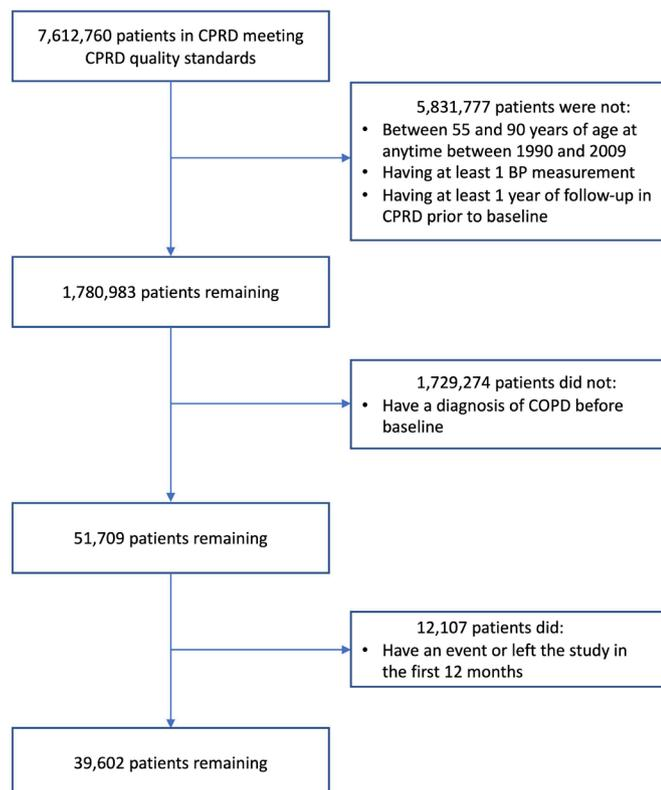 7,612,760 patients in CPRD meeting
CPRD quality standards
5,831,777 patients were not:
• Between 55 and 90 years of age at
anytime between 1990 and 2009
• Having at least 1 BP measurement
• Having at least 1 year of follow-up in
CPRD prior to baseline
1,780,983 patients remaining
1,729,274 patients did not:
• Have a diagnosis of COPD before
baseline
51,709 patients remaining
12,107 patients did:
• Have an event or left the study in
the first 12 months
39,602 patients remaining